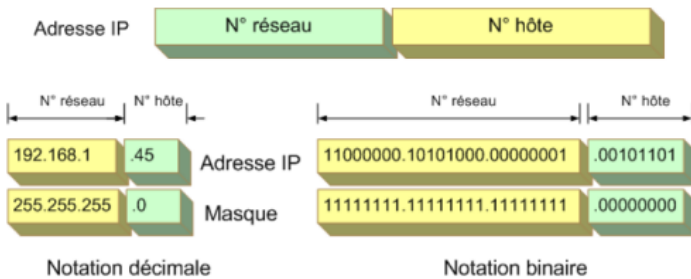 Adresse IP N° réseau N° hôte
N° réseau N° hôte N° réseau N° hôte
192.168.1 .45 Adresse IP 11000000.10101000.00000001 .00101101
255.255.255 .0 Masque 11111111.11111111.11111111 .00000000
Notation décimale Notation binaire